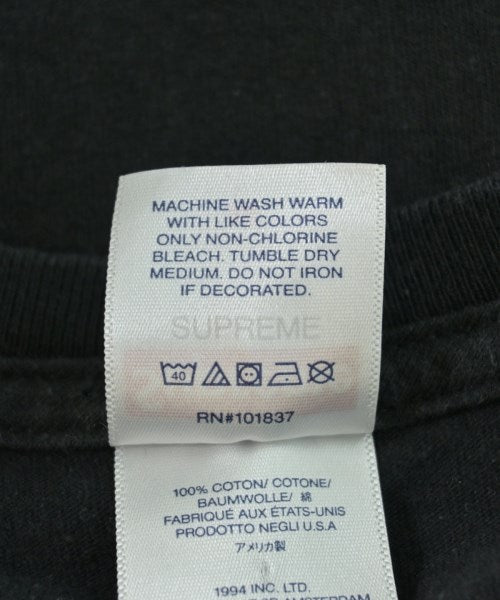 MACHINE WASH WARM
WITH LIKE COLORS
ONLY NON-CHLORINE
BLEACH. TUMBLE DRY
MEDIUM. DO NOT IRON
IF DECORATED.
SUPREME
40
RN#101837
100% COTTON/ COTONE/
BAUMWOLLE/ 綿
FABRIQUÉ AUX ÉTATS-UNIS
PRODOTTO NEGLI U.S.A
アメリカ製
1994 INC. LTD.
AMSTERDAM